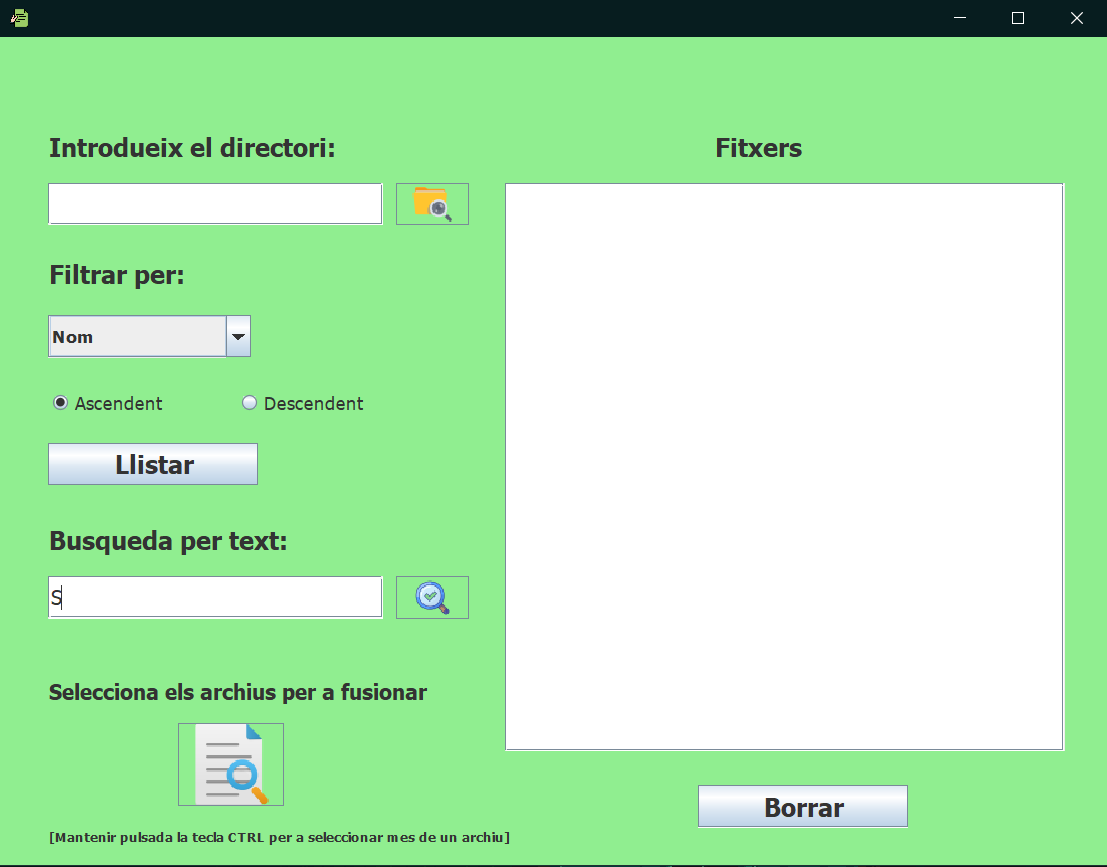 Introdueix el directori:
Fitxers
Filtrar per:
Nom
Ascendent
Descendent
Llistar
Busqueda per text:
S
Selecciona els archius per a fusionar
Borrar
[Mantenir pulsada la tecla CTRL per a seleccionar mes de un archiu]